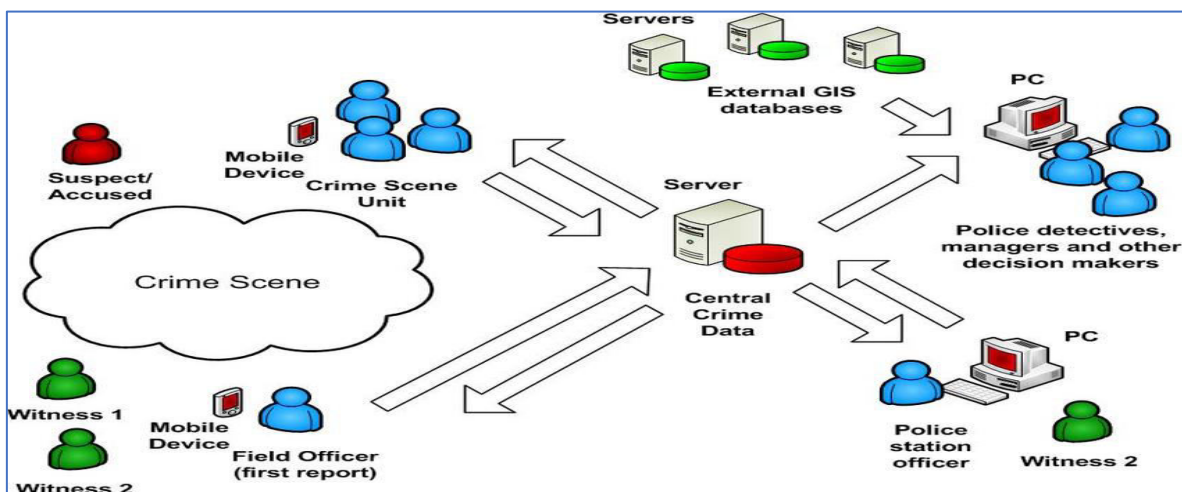 Servers
External GIS
databases
PC
Mobile
Device
Suspect/
Accused
Crime Scene
Unit
Server
Police detectives,
managers and other
decision makers
Crime Scene
Central
Crime
Data
PC
Witness 1
Mobile
Device
Field Officer
(first report)
Police
station
officer
Witness 2
Witness 2